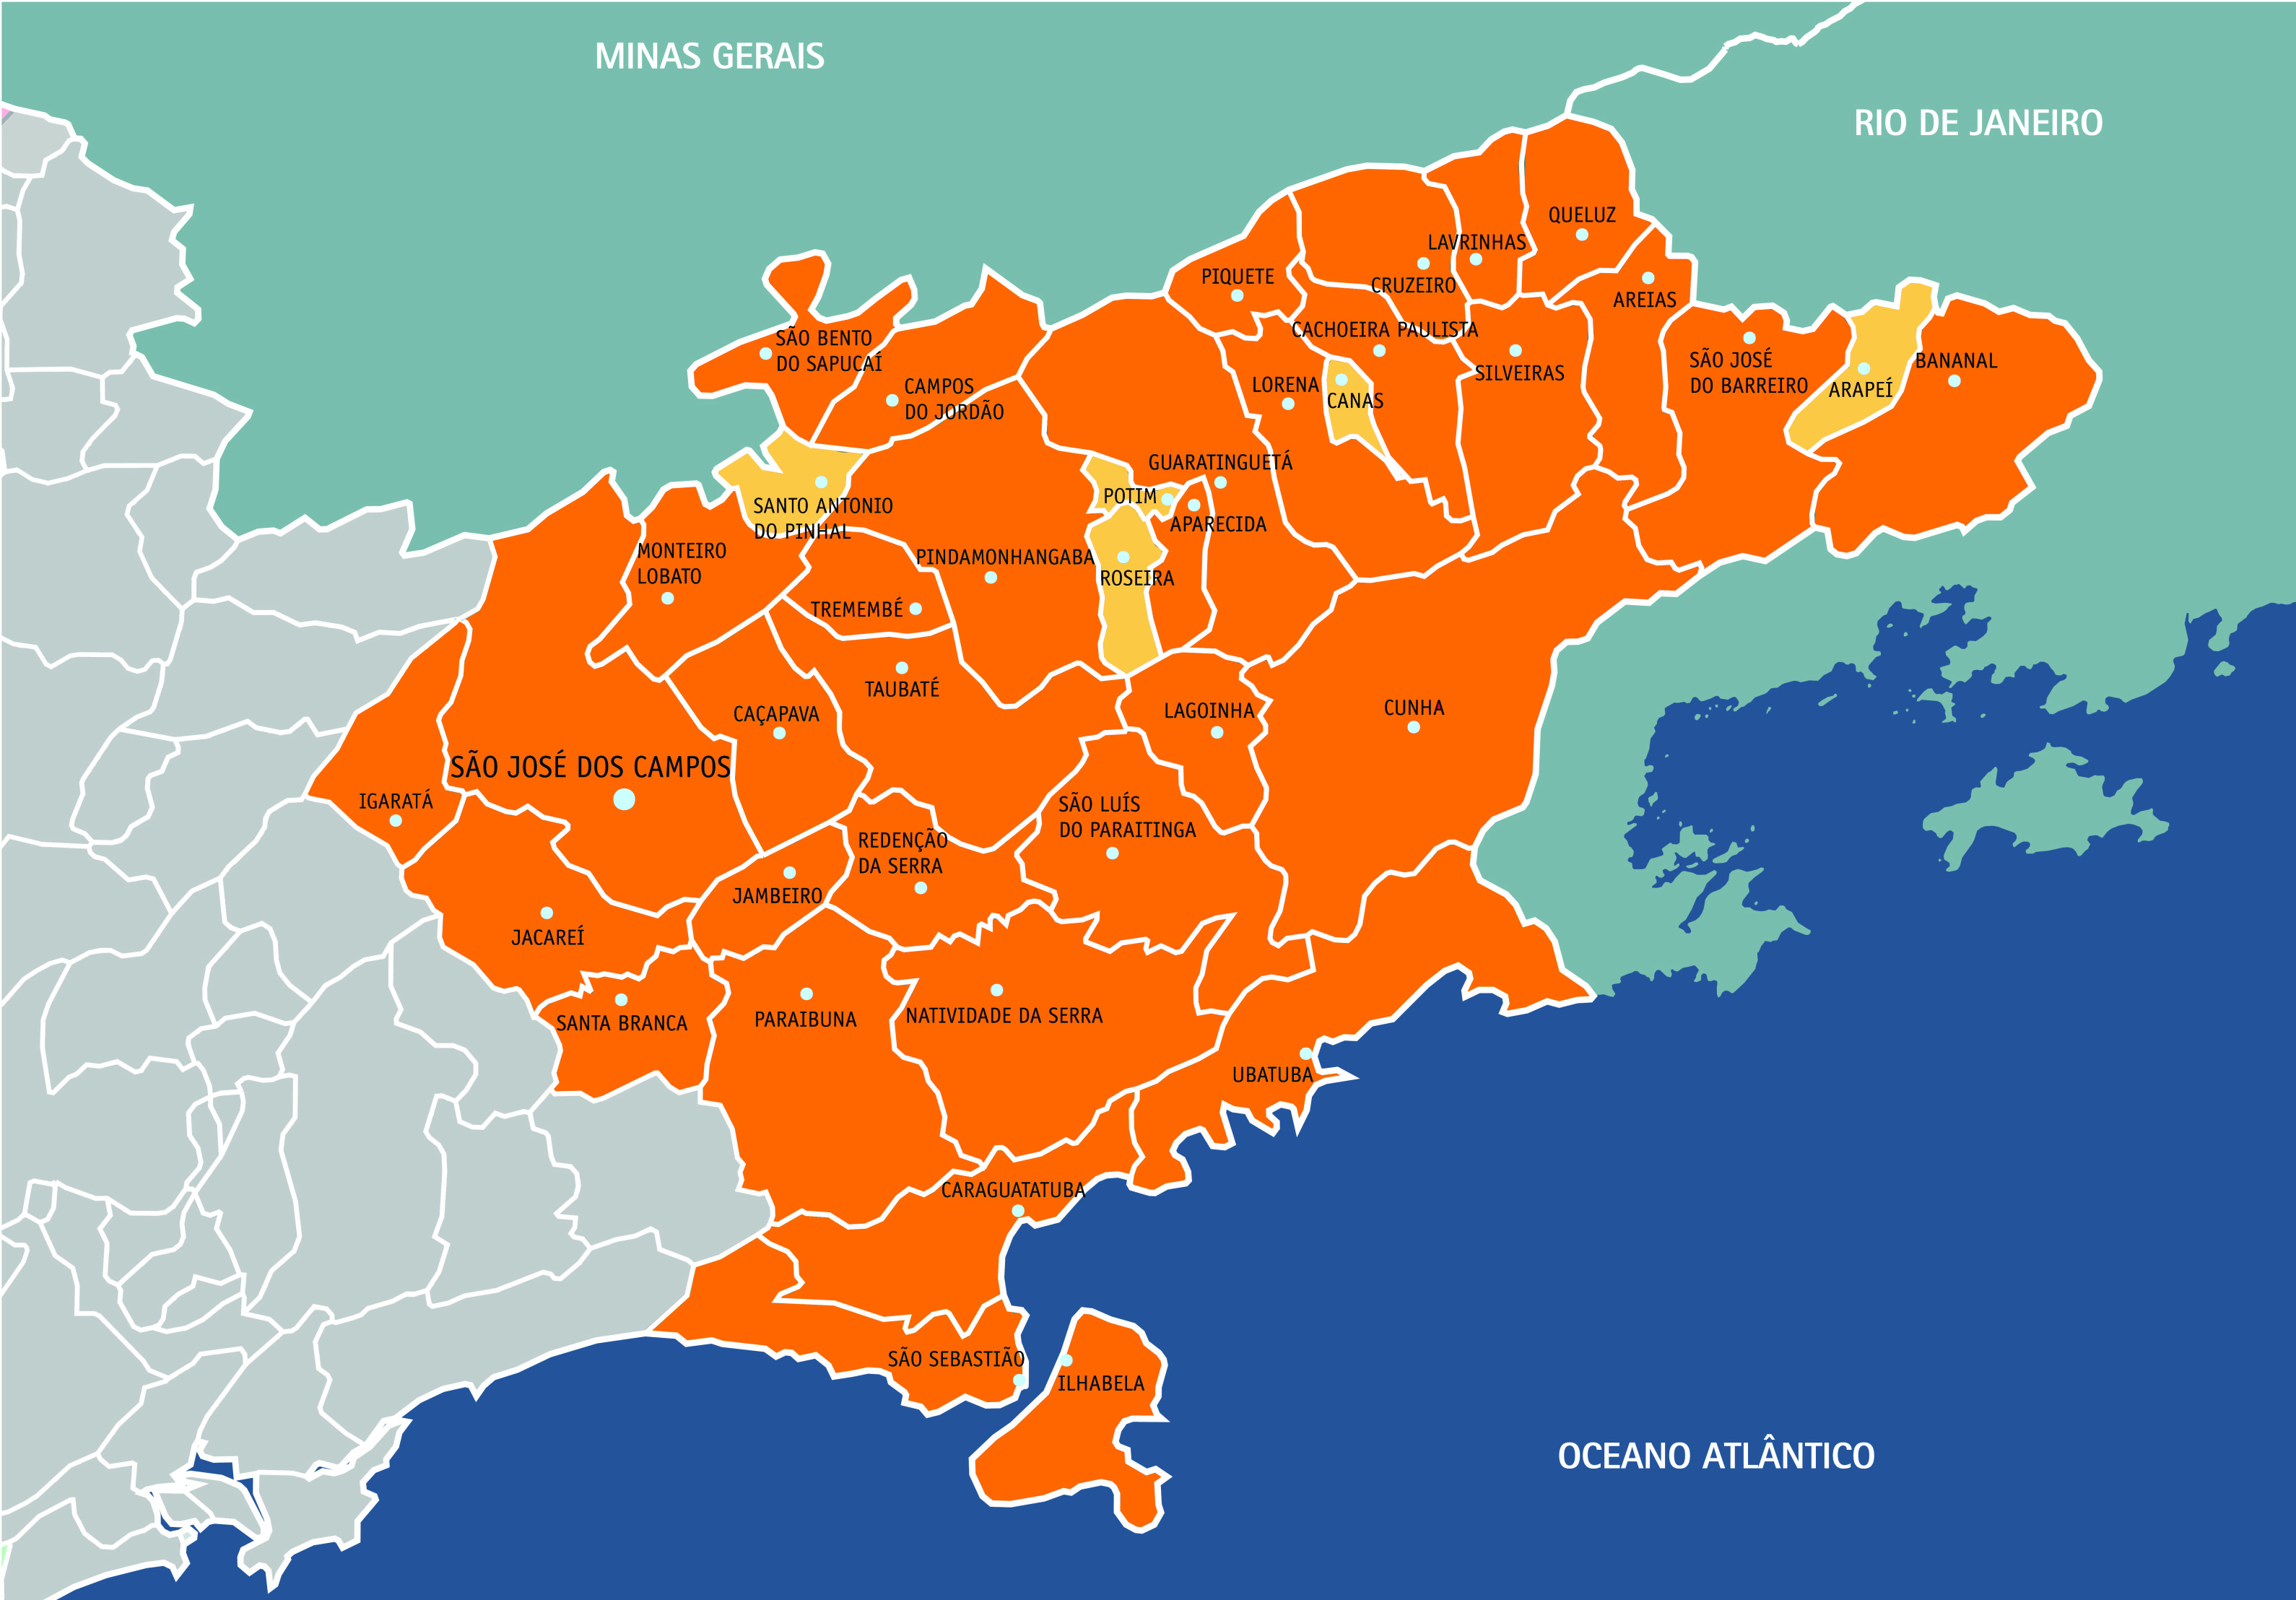 MINAS GERAIS
RIO DE JANEIRO
QUELUZ
LAVRINHAS
PIQUETE
CRUZEIRO
AREIAS
CACHOEIRA PAULISTA
SÃO BENTO
DO SAPUCAÍ
SÃO JOSÉ
DO BARREIRO
BANANAL
ARAPEÍ
SILVEIRAS
LORENA
CANAS
CAMPOS
DO JORDÃO
GUARATINGUETÁ
POTIM
APARECIDA
SANTO ANTONIO
DO PINHAL
MONTEIRO
LOBATO
PINDAMONHANGABA
ROSEIRA
TREMEMBÉ
TAUBATÉ
CAÇAPAVA
LAGOINHA
CUNHA
SÃO JOSÉ DOS CAMPOS
IGARATÁ
SÃO LUÍS
DO PARAITINGA
REDENÇÃO
DA SERRA
JAMBEIRO
JACAREÍ
SANTA BRANCA
PARAIBUNA
NATIVIDADE DA SERRA
UBATUBA
CARAGUATATUBA
SÃO SEBASTIÃO
ILHABELA
OCEANO ATLÂNTICO